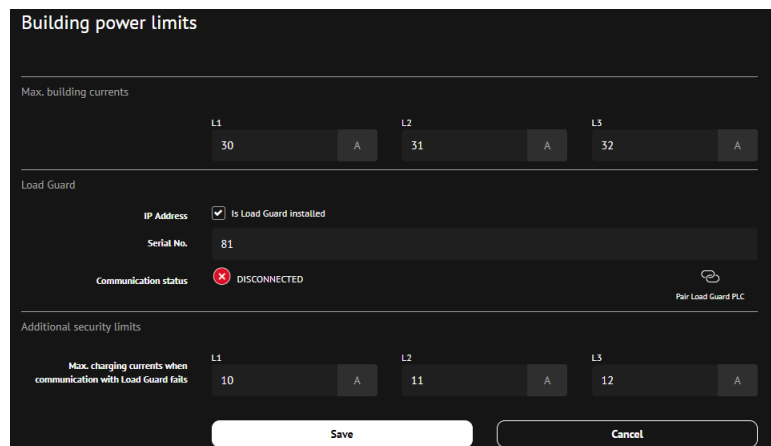 Building power limits
Max. building currents
L1 L2 L3
30 A 31 A 32 A
Load Guard
IP Address Is Load Guard installed
Serial No. 81
Communication status DISCONNECTED
Pair Load Guard PLC
Additional security limits
L1 L2 L3
Max. charging currents when
communication with Load Guard fails
10 A 11 A 12 A
Save Cancel